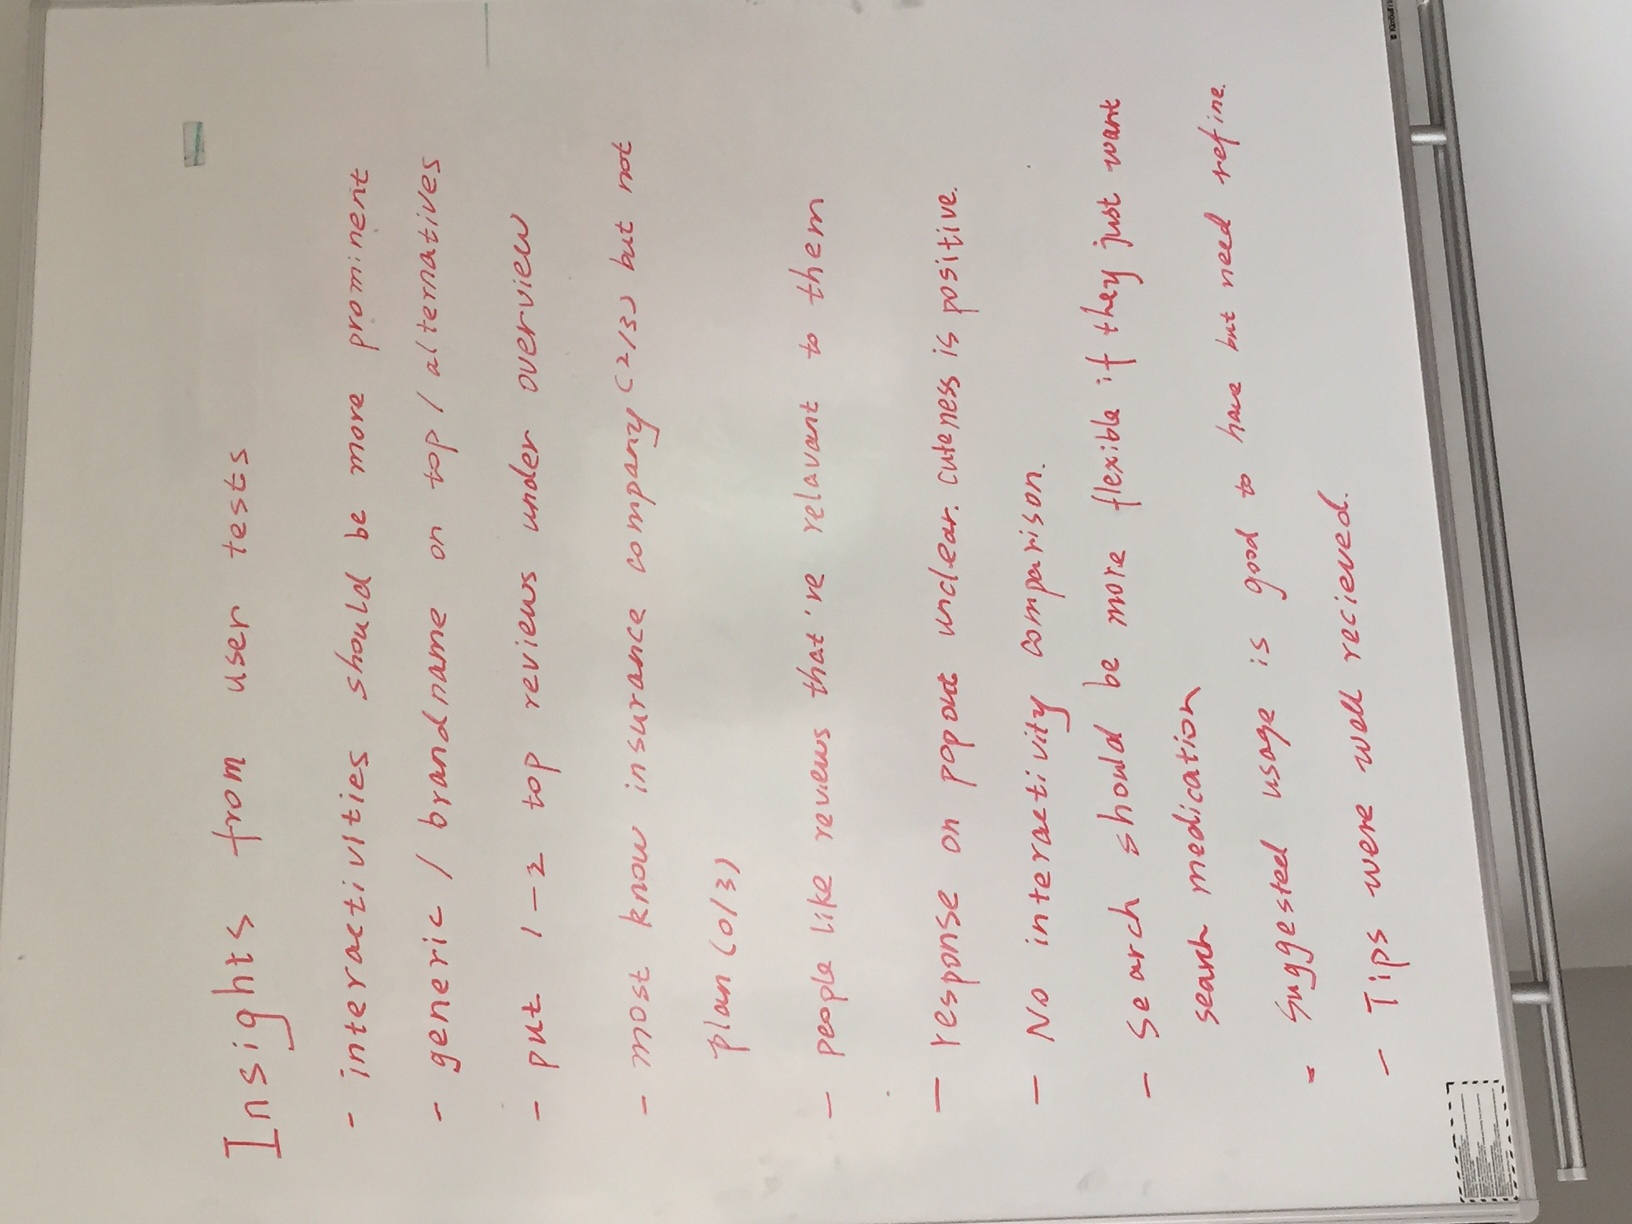 Insights from user tests
- interactivities should be more prominent
- generic / brandname on top / alternatives
- put 1-2 top reviews under overview
- most know insurance company (2/3) but not
plan (0/3)
- people like reviews that're relavant to them
- response on popout unclear. cuteness is positive.
- No interactivity comparison.
- Search should be more flexible if they just want
search medication
- Suggested usage is good to have but need refine.
- Tips were well recieved.